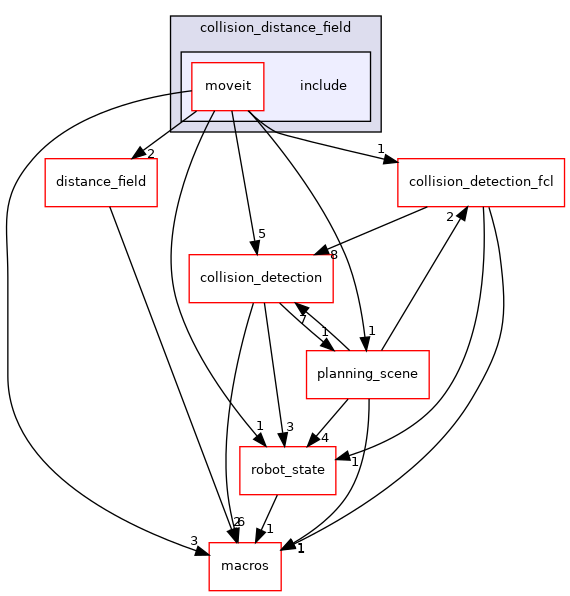 collision_distance_field
moveit
include
1
2
distance_field
collision_detection_fcl
2
5
8
collision_detection
7
1
1
planning_scene
1
3
4
1
robot_state
2
6
1
3
1
1
macros